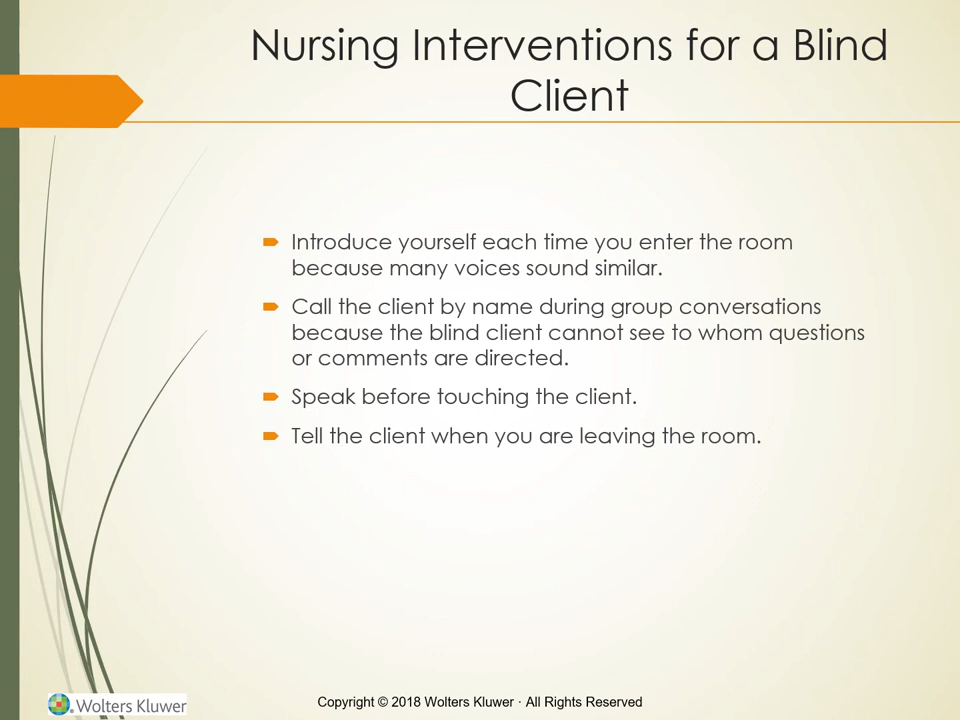 Nursing Interventions for a Blind
Client
Introduce yourself each time you enter the room
because many voices sound similar.
Call the client by name during group conversations
because the blind client cannot see to whom questions
or comments are directed.
Speak before touching the client.
Tell the client when you are leaving the room.
Wolters Kluwer
Copyright © 2018 Wolters Kluwer · All Rights Reserved